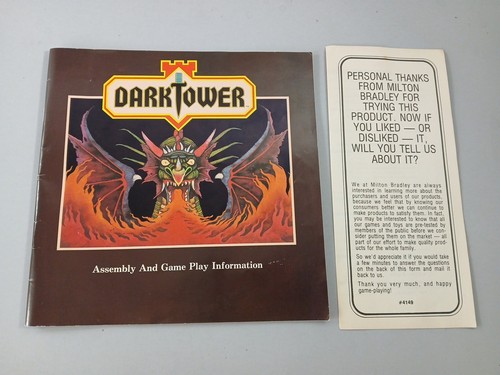 DARK TOWER
Assembly And Game Play Information
PERSONAL THANKS
FROM MILTON
BRADLEY FOR
TRYING THIS
PRODUCT. NOW IF
YOU LIKED — OR
DISLIKED — IT,
WILL YOU TELL US
ABOUT IT?
We at Milton Bradley are always
interested in learning more about the
purchasers and users of our products,
because we feel that by knowing our
consumers better we can continue to
make products to satisfy them. In fact,
you may be interested to know that all
our games and toys are pre-tested by
members of the public before we con-
sider putting them on the market — all
part of our effort to make quality prod-
ucts for the whole family.
So we'd appreciate it if you would take
a few minutes to answer the questions
on the back of this form and mail it
back to us.
Thank you very much, and happy
game-playing!
#4149